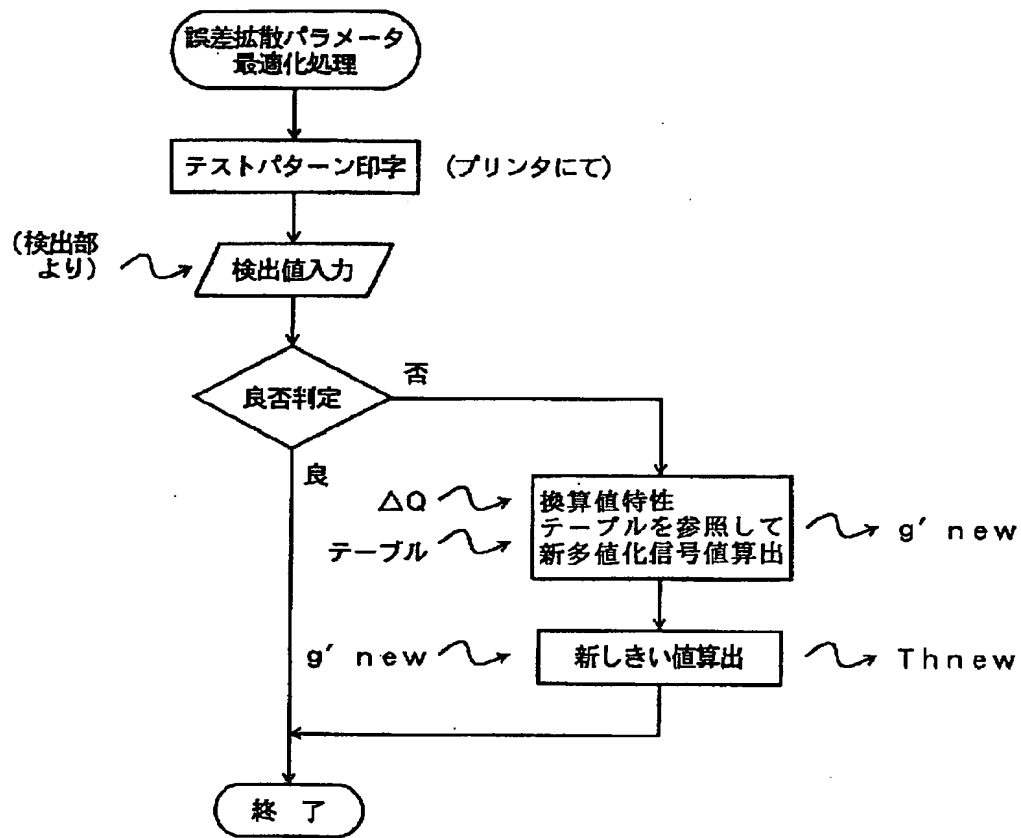 誤差拡散パラメータ
最適化処理
テストパターン印字
(プリンタにて)
(検出部
より)
検出値入力
良否判定
否
良
△Q
テーブル
換算値特性
テーブルを参照して
新多値化信号値算出
g' new
g' new
新しきい値算出
Thnew
終 了